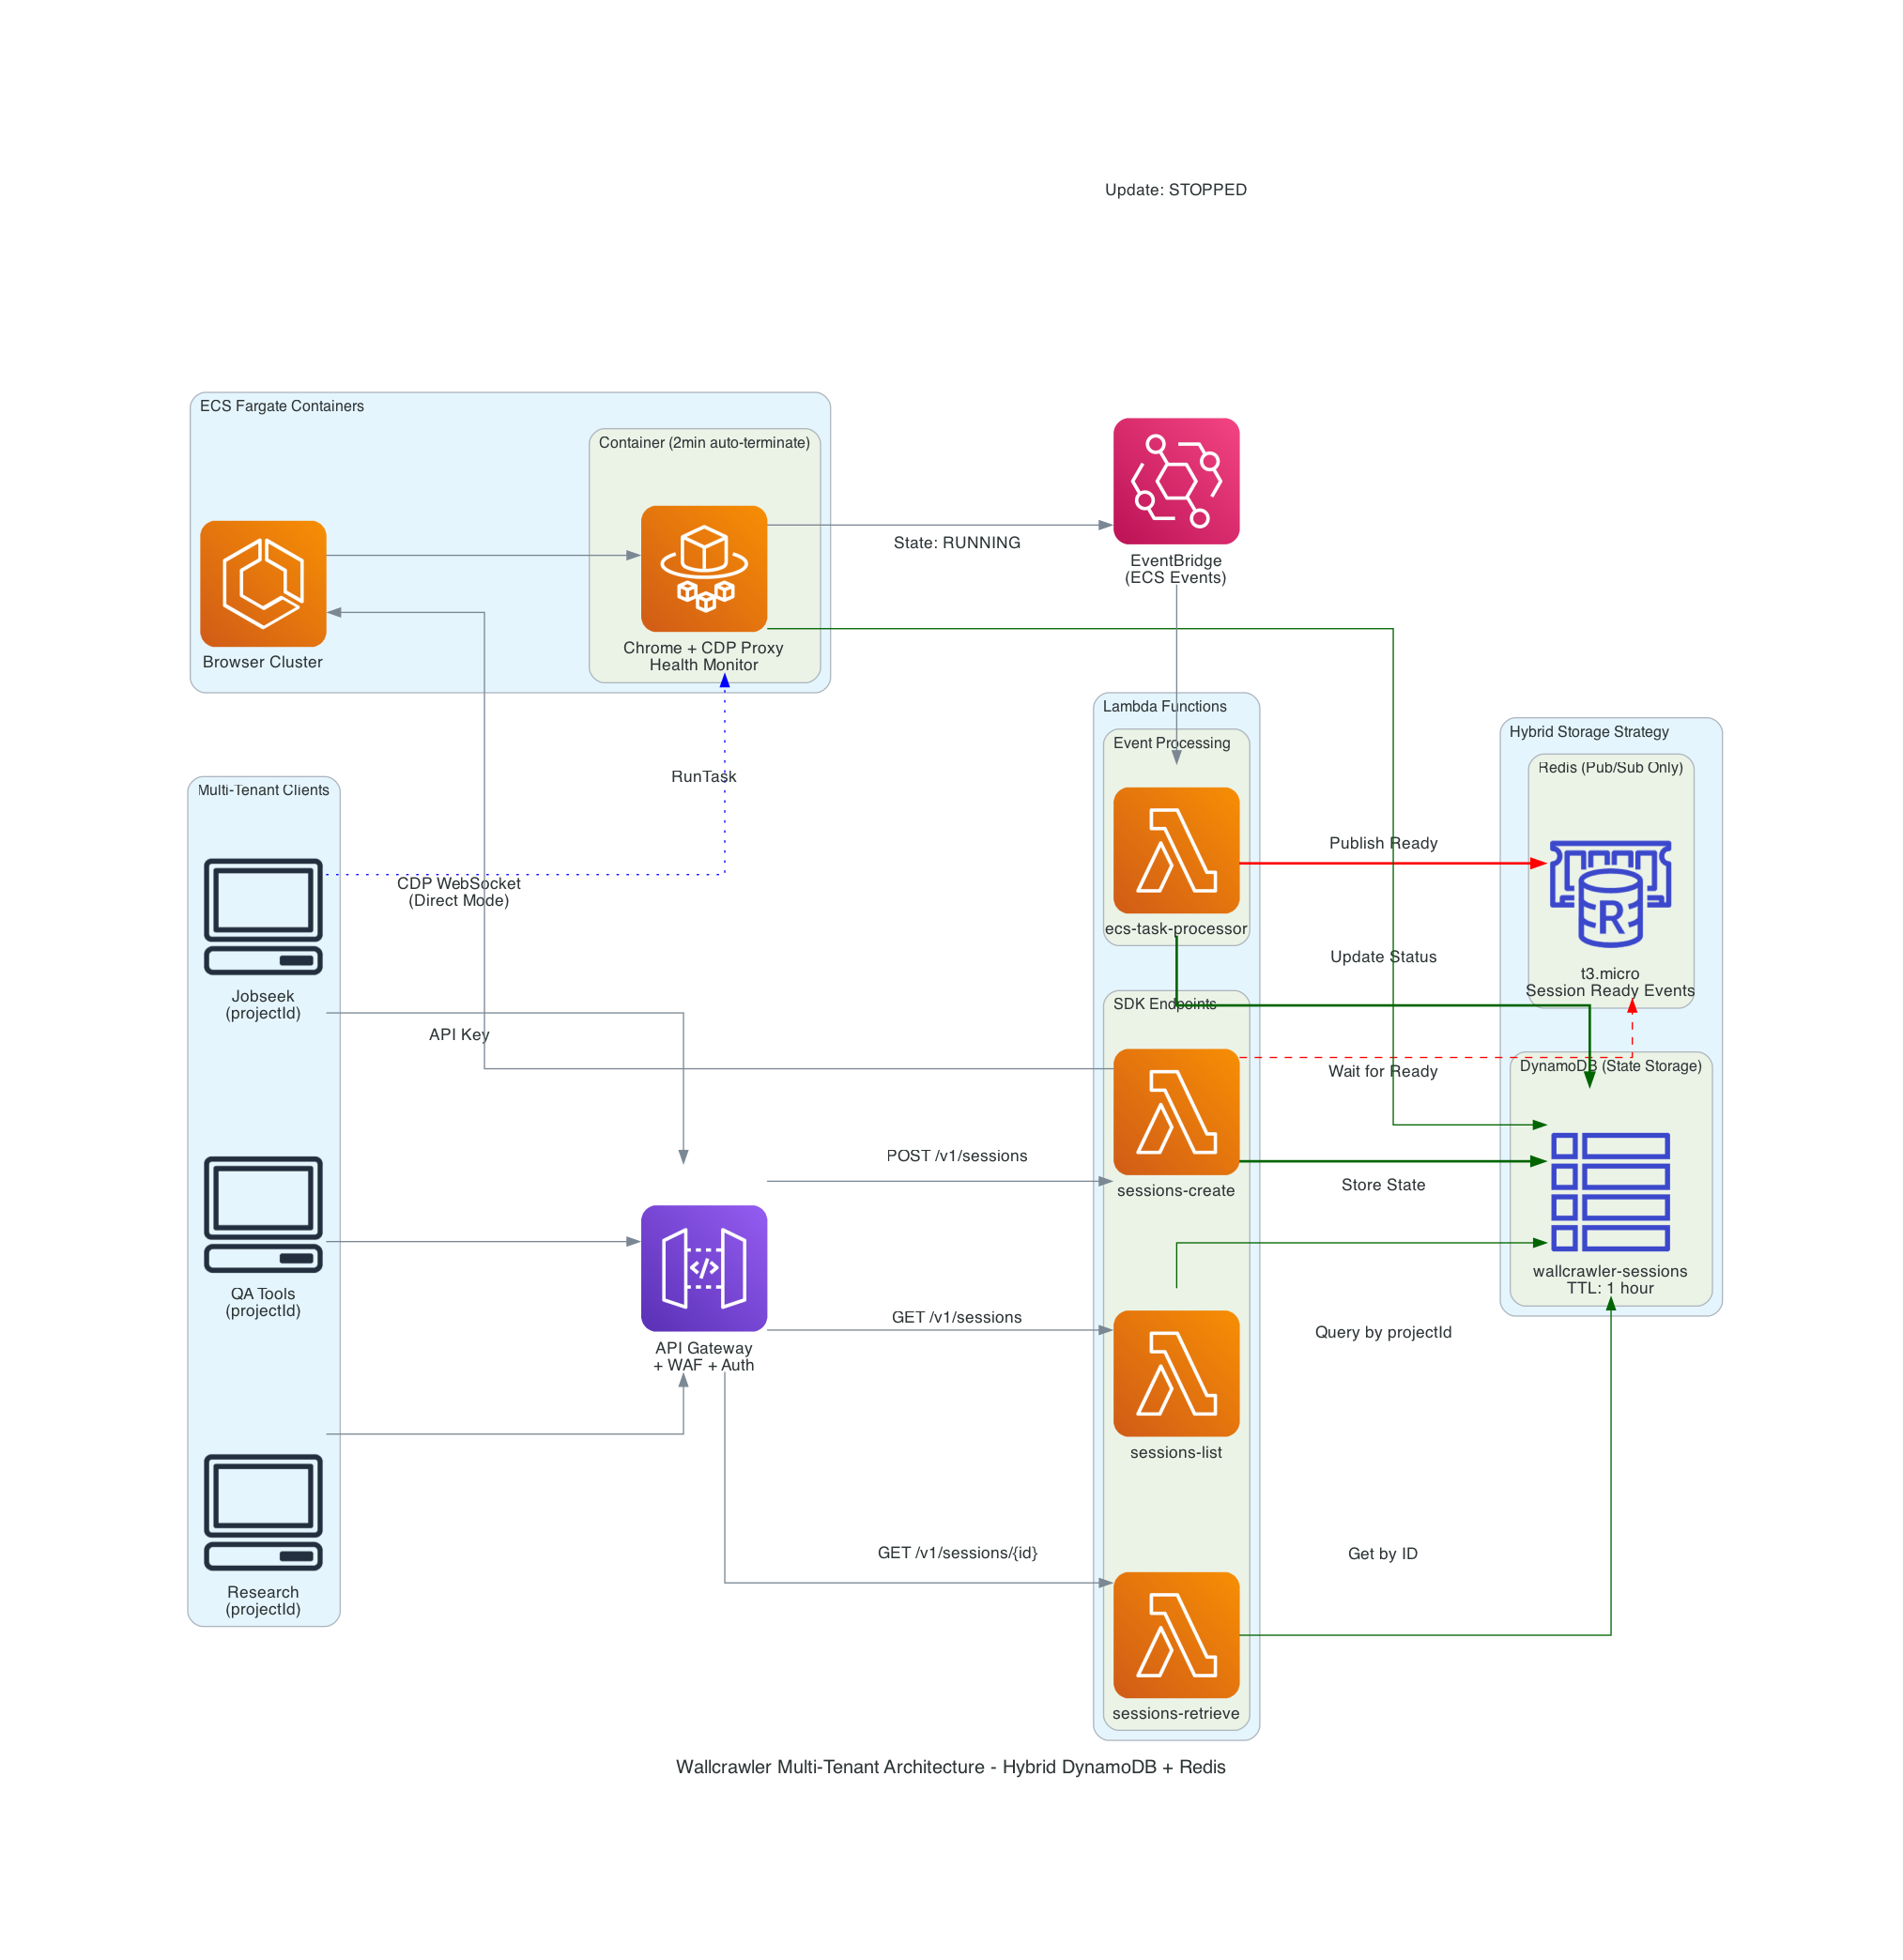 Update: STOPPED
ECS Fargate Containers
Container (2min auto-terminate)
Browser Cluster
Chrome + CDP Proxy
Health Monitor
State: RUNNING
EventBridge
(ECS Events)
RunTask
Multi-Tenant Clients
CDP WebSocket
(Direct Mode)
Jobseek
(projectId)
API Key
QA Tools
(projectId)
Research
(projectId)
API Gateway
+ WAF + Auth
POST /v1/sessions
GET /v1/sessions
GET /v1/sessions/{id}
Lambda Functions
Event Processing
ecs-task-processor
SDK Endpoints
sessions-create
sessions-list
sessions-retrieve
Publish Ready
Update Status
Wait for Ready
Store State
Query by projectId
Get by ID
Hybrid Storage Strategy
Redis (Pub/Sub Only)
R
t3.micro
Session Ready Events
DynamoDB (State Storage)
wallcrawler-sessions
TTL: 1 hour
Wallcrawler Multi-Tenant Architecture - Hybrid DynamoDB + Redis